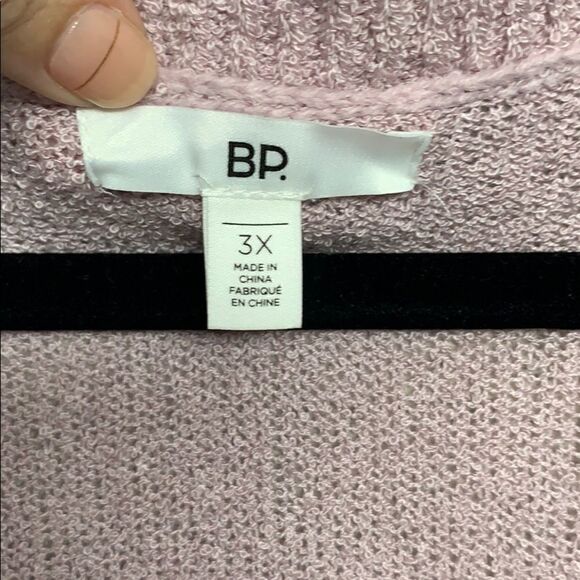 BP.
3X
MADE IN
CHINA
FABRIQUÉ
EN CHINE